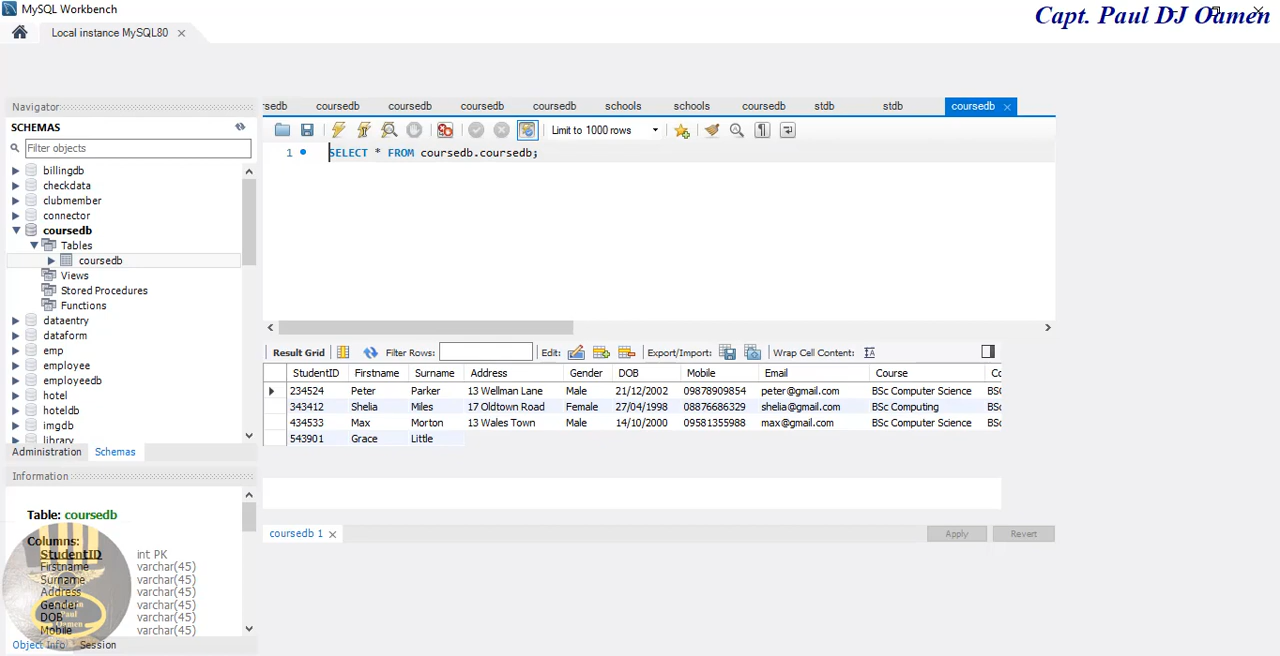 MySQL Workbench
Capt. Paul DJ Oamen
Local instance MySQL80
Navigator
sedb coursedb coursedb coursedb coursedb schools schools coursedb stdb stdb coursedb
SCHEMAS
Limit to 1000 rows
Filter objects
1 SELECT * FROM coursedb.coursedb;
billingdb
checkdata
clubmember
connector
coursedb
Tables
coursedb
Views
Stored Procedures
Functions
dataentry
dataform
emp
employee
employeedb
hotel
hoteldb
imgdb
library
Result Grid Filter Rows: Edit: Export/Import: Wrap Cell Content:
StudentID Firstname Surname Address Gender DOB Mobile Email Course Co
234524 Peter Parker 13 Wellman Lane Male 21/12/2002 09878909854 peter@gmail.com BSc Computer Science BSc
343412 Shelia Miles 17 Oldtown Road Female 27/04/1998 08876686329 shelia@gmail.com BSc Computing BSc
434533 Max Morton 13 Wales Town Male 14/10/2000 09581355988 max@gmail.com BSc Computer Science BSc
543901 Grace Little
Administration Schemas
Information
Table: coursedb
Columns:
StudentID int PK
Firstname varchar(45)
Surname varchar(45)
Address varchar(45)
Gender varchar(45)
DOB varchar(45)
Mobile varchar(45)
Paul
Oamen
Object Info Session
coursedb 1
Apply Revert